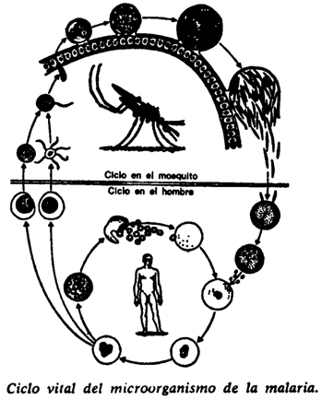 Ciclo en el mosquito
Ciclo en el hombre
Ciclo vital del microorganismo de la malaria.